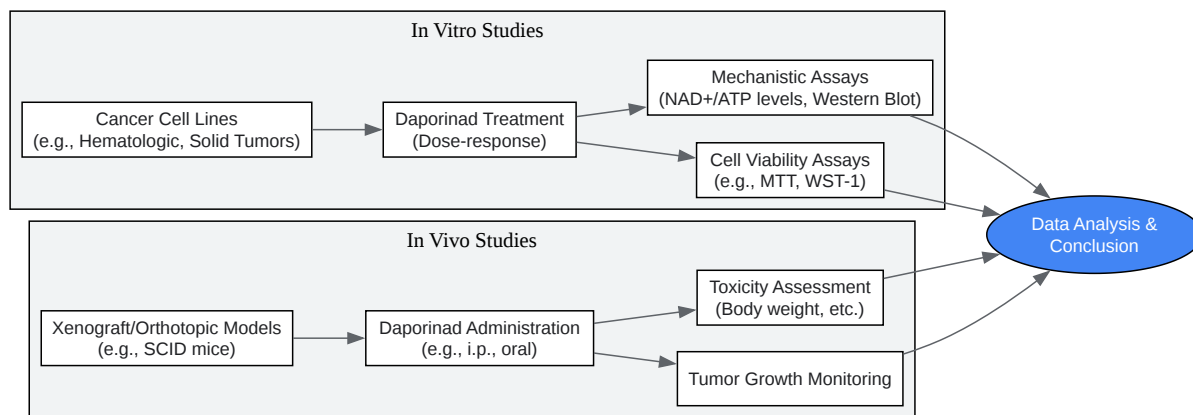 In Vitro Studies
Cancer Cell Lines
(e.g., Hematologic, Solid Tumors)
Daporinad Treatment
(Dose-response)
Mechanistic Assays
(NAD+/ATP levels, Western Blot)
Cell Viability Assays
(e.g., MTT, WST-1)
In Vivo Studies
Xenograft/Orthotopic Models
(e.g., SCID mice)
Daporinad Administration
(e.g., i.p., oral)
Toxicity Assessment
(Body weight, etc.)
Tumor Growth Monitoring
Data Analysis &
Conclusion